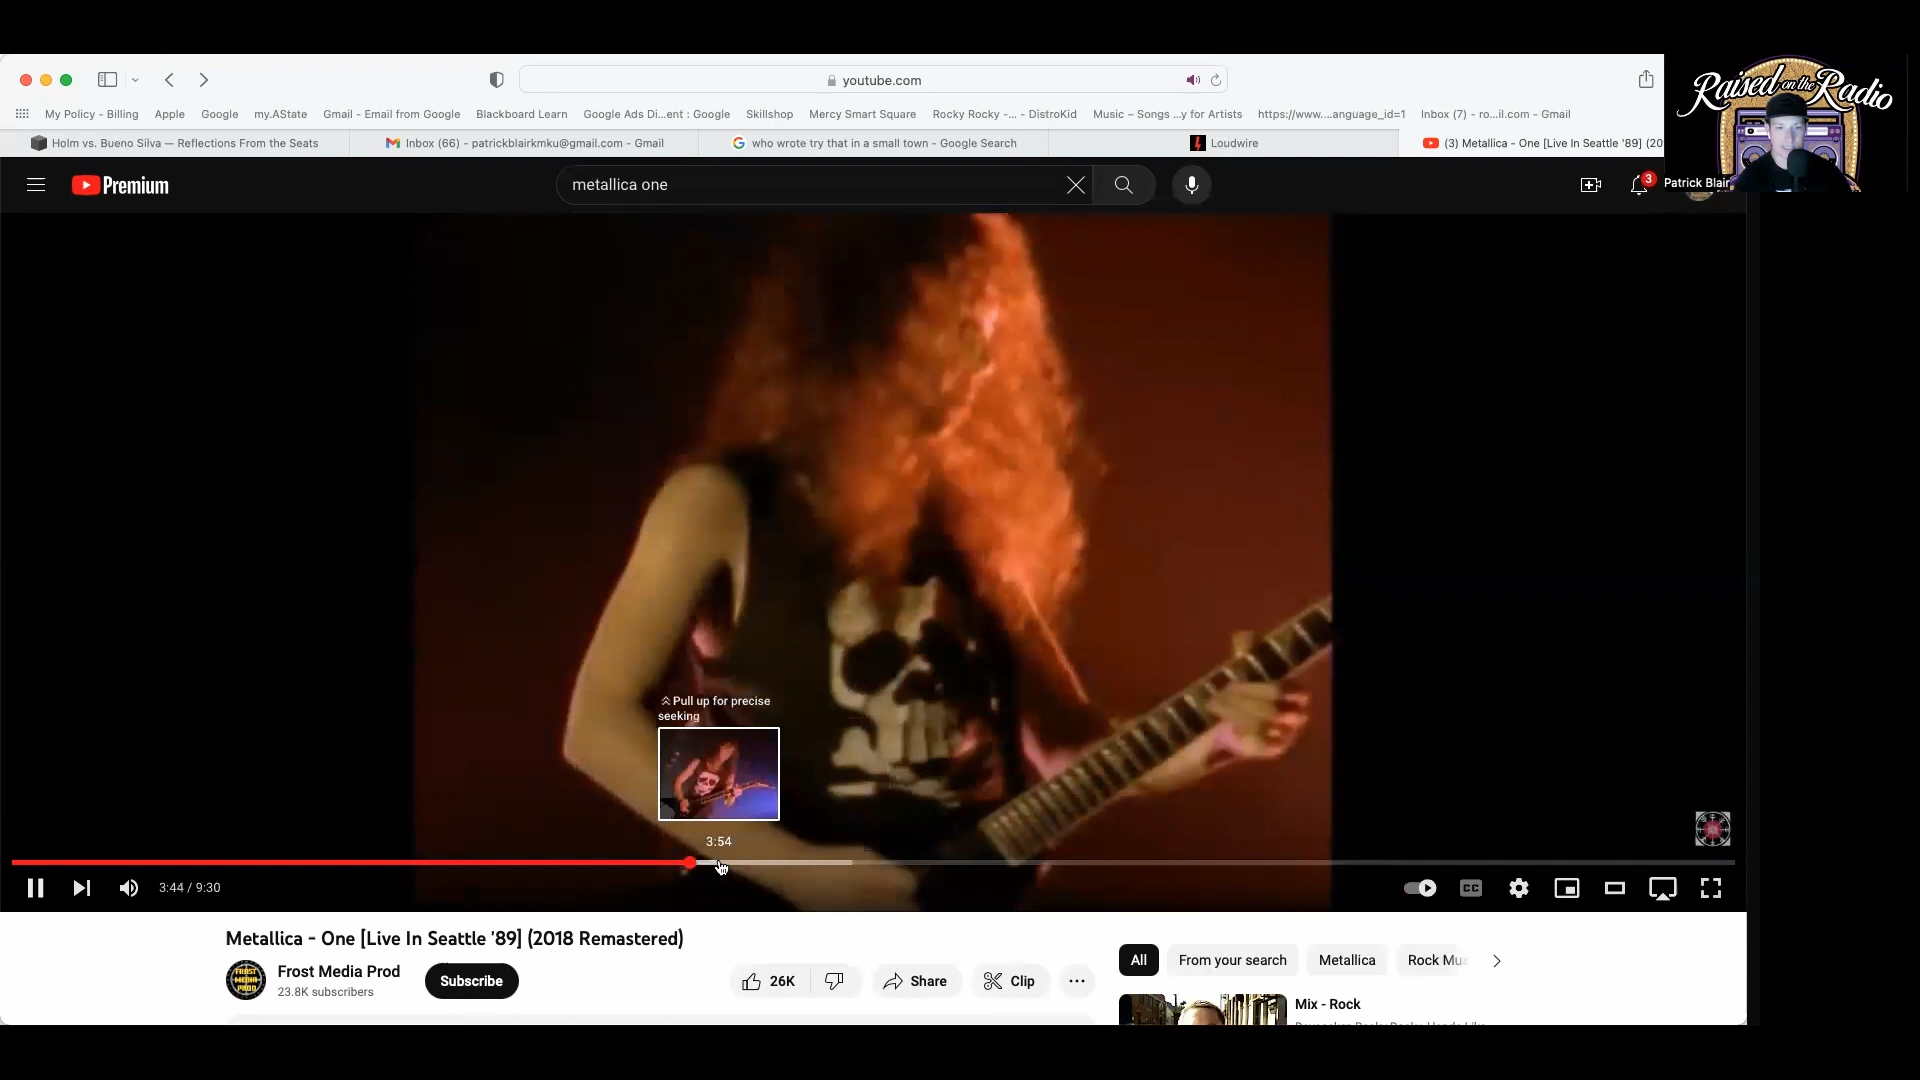 youtube.com
My Policy - Billing Apple Google my.AState Gmail - Email from Google Blackboard Learn Google Ads Di...ent : Google Skillshop Mercy Smart Square Rocky Rocky -... - DistroKid Music – Songs ...y for Artists https://www....anguage_id=1 Inbox (7) - ro...il.com - Gmail
Holm vs. Bueno Silva — Reflections From the Seats Inbox (66) - patrickblairkmku@gmail.com - Gmail who wrote try that in a small town - Google Search Loudwire (3) Metallica - One [Live In Seattle '89] (20
Raised on the Radio
Patrick Blair
Premium metallica one 3
Pull up for precise
seeking
3:54
3:44 / 9:30 CC
Metallica - One [Live In Seattle '89] (2018 Remastered)
FROST MEDIA PROD
Frost Media Prod
23.8K subscribers
Subscribe 26K Share Clip
All From your search Metallica Rock Mus
Mix - Rock